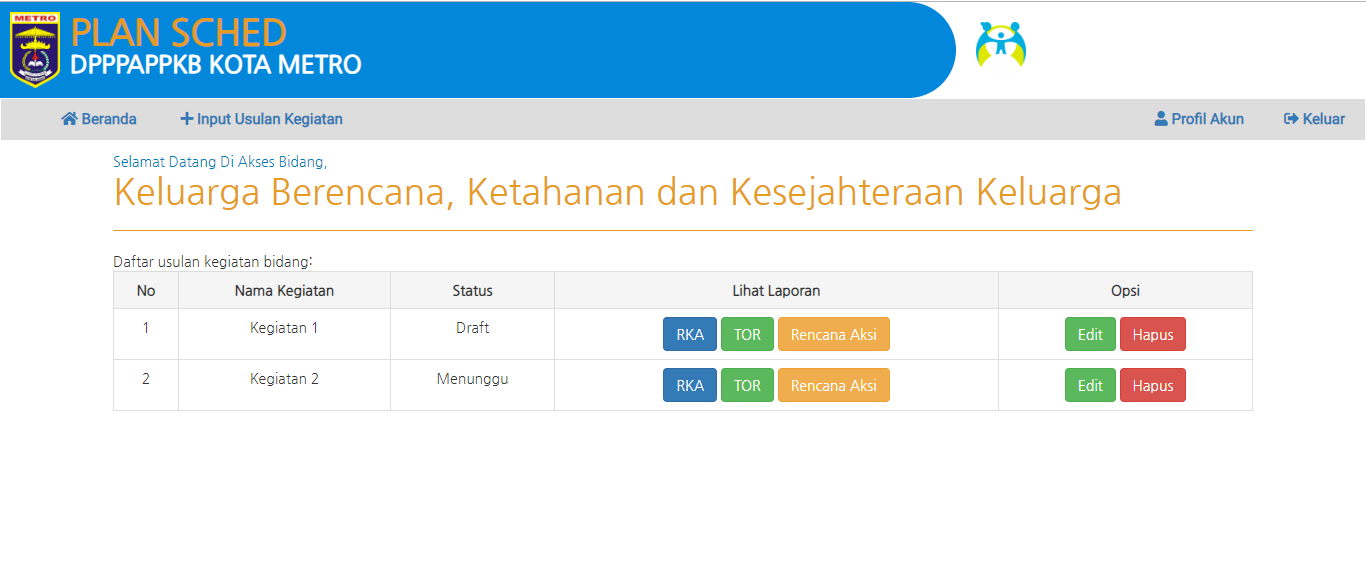 METRO
PLAN SCHED
DPPPAPPKB KOTA METRO
Beranda Input Usulan Kegiatan Profil Akun Keluar
Selamat Datang Di Akses Bidang,
Keluarga Berencana, Ketahanan dan Kesejahteraan Keluarga
Daftar usulan kegiatan bidang:
No Nama Kegiatan Status Lihat Laporan Opsi
1 Kegiatan 1 Draft RKA TOR Rencana Aksi Edit Hapus
2 Kegiatan 2 Menunggu RKA TOR Rencana Aksi Edit Hapus